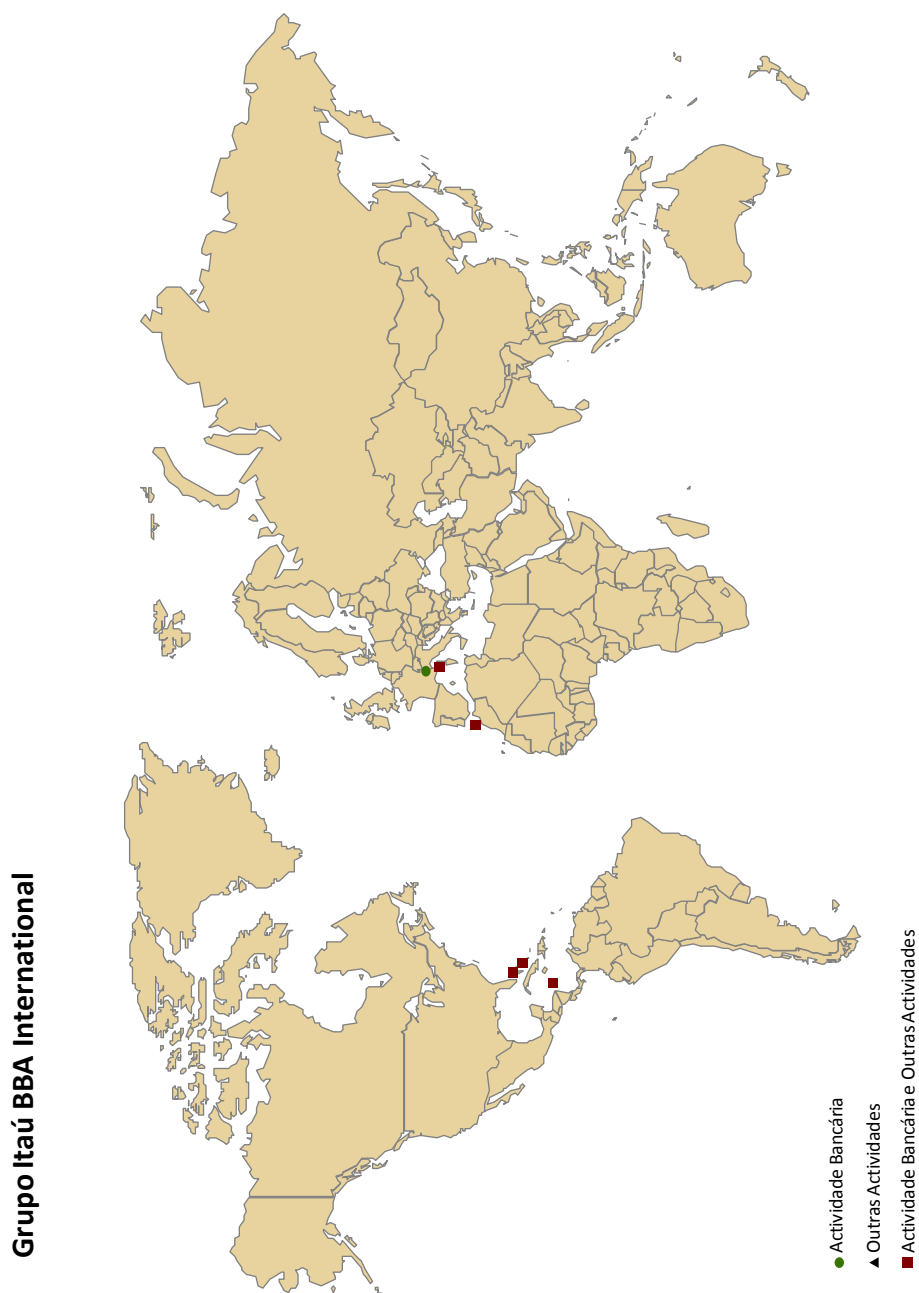 Grupo Itaú BBA International
Actividade Bancária
Outras Actividades
Actividade Bancária e Outras Actividades